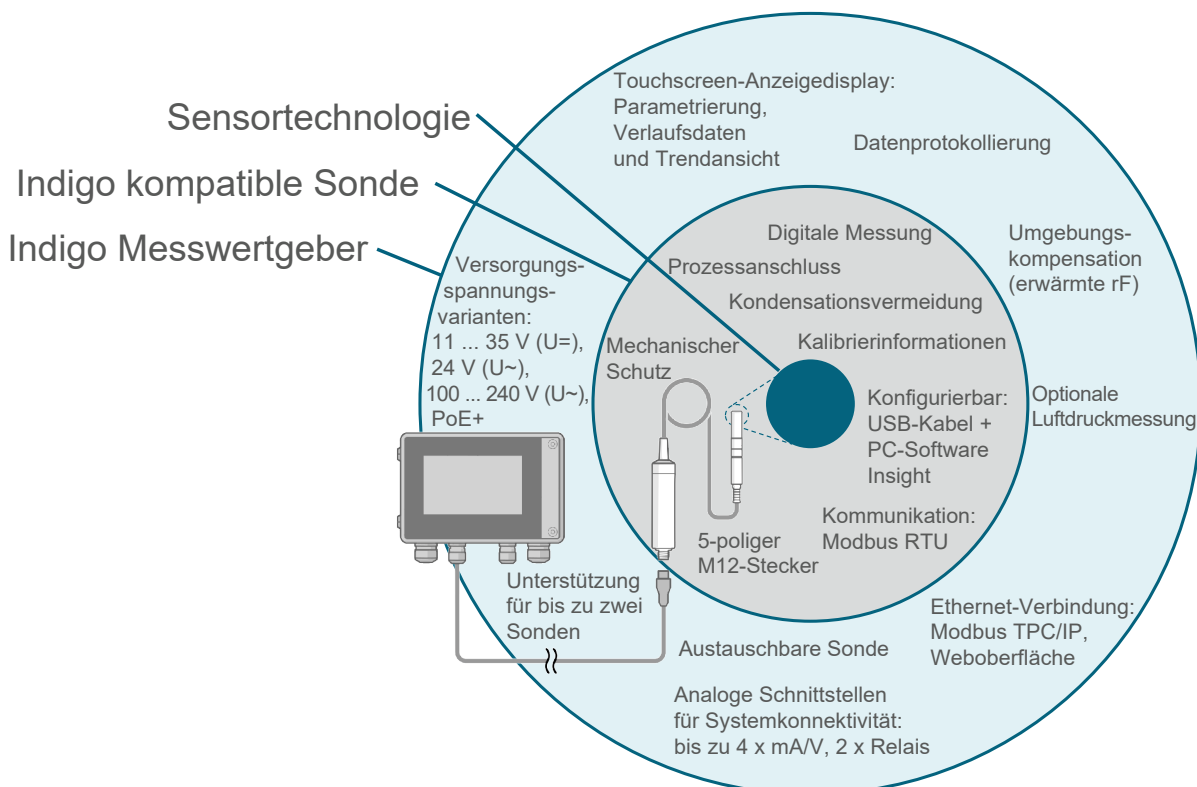 Sensortechnologie
Indigo kompatible Sonde
Indigo Messwertgeber
Touchscreen-Anzeigedisplay:
Parametrierung,
Verlaufsdaten
und Trendansicht
Datenprotokollierung
Umgebungs-
kompensation
(erwärmte rF)
Optionale
Luftdruckmessung
Versorgungs-
spannungs-
varianten:
11 ... 35 V (U=),
24 V (U~),
100 ... 240 V (U~),
PoE+
Digitale Messung
Prozessanschluss
Kondensationsvermeidung
Kalibrierinformationen
Mechanischer
Schutz
Konfigurierbar:
USB-Kabel +
PC-Software
Insight
Kommunikation:
Modbus RTU
5-poliger
M12-Stecker
Unterstützung
für bis zu zwei
Sonden
Austauschbare Sonde
Ethernet-Verbindung:
Modbus TPC/IP,
Weboberfläche
Analoge Schnittstellen
für Systemkonnektivität:
bis zu 4 x mA/V, 2 x Relais